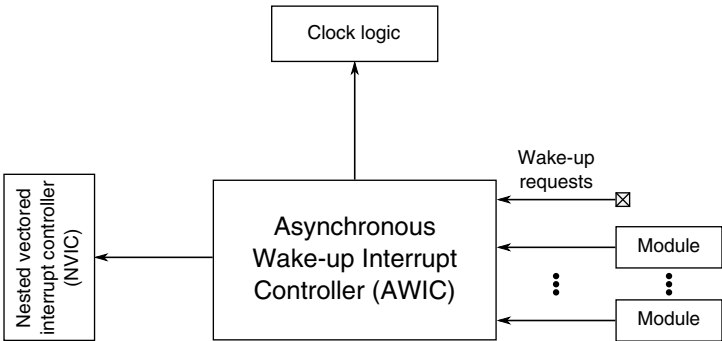 Clock logic
Wake-up
requests
Nested vectored
interrupt controller
(NVIC)
Asynchronous
Wake-up Interrupt
Controller (AWIC)
Module
Module